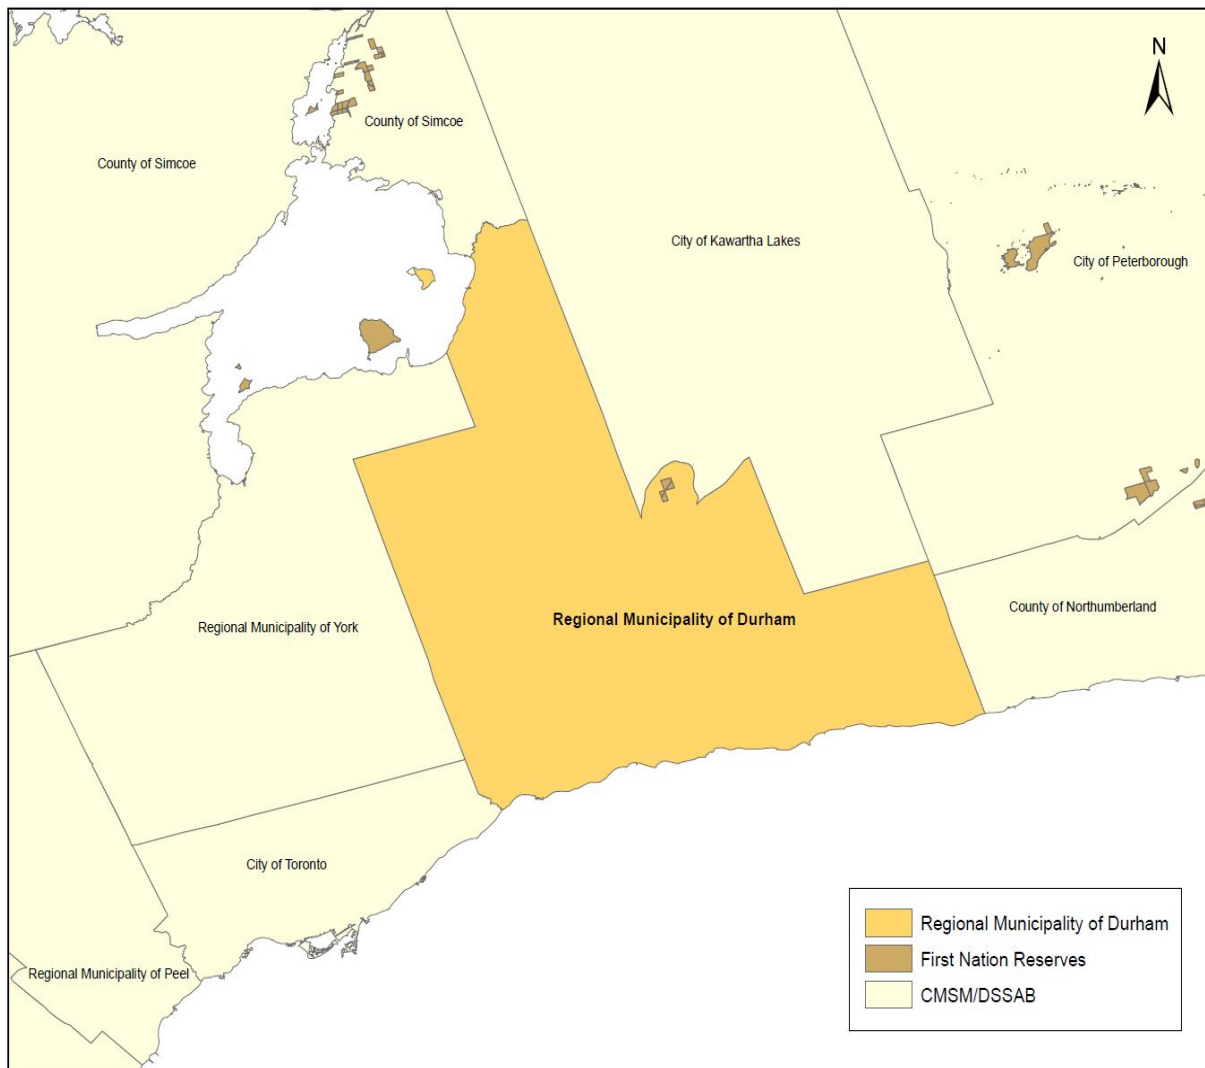 N
County of Simcoe
County of Simcoe
City of Kawartha Lakes
City of Peterborough
County of Northumberland
Regional Municipality of Durham
Regional Municipality of York
City of Toronto
Regional Municipality of Peel
Regional Municipality of Durham
First Nation Reserves
CMSM/DSSAB